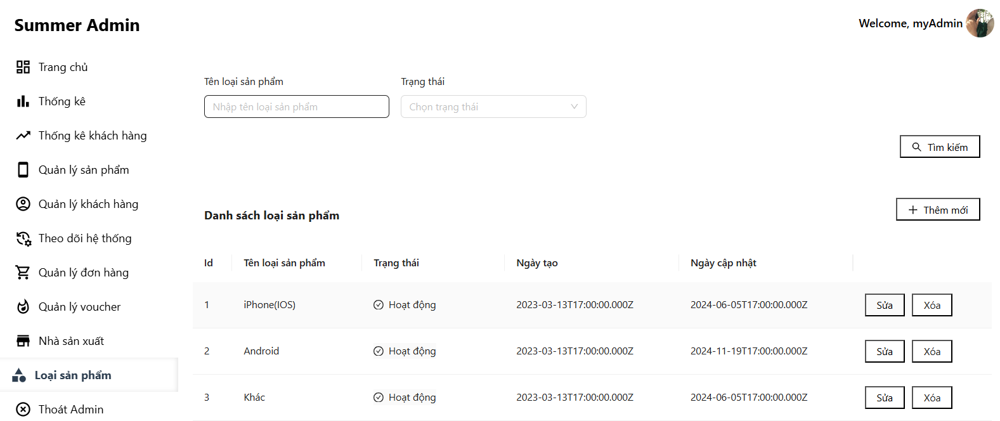 Summer Admin
Welcome, myAdmin
Trang chủ
Thống kê
Thống kê khách hàng
Quản lý sản phẩm
Quản lý khách hàng
Theo dõi hệ thống
Quản lý đơn hàng
Quản lý voucher
Nhà sản xuất
Loại sản phẩm
Thoát Admin
Tên loại sản phẩm Trạng thái
Nhập tên loại sản phẩm Chọn trạng thái
Tìm kiếm
Danh sách loại sản phẩm
Thêm mới
Id Tên loại sản phẩm Trạng thái Ngày tạo Ngày cập nhật
1 iPhone(IOS) Hoạt động 2023-03-13T17:00:00.000Z 2024-06-05T17:00:00.000Z Sửa Xóa
2 Android Hoạt động 2023-03-13T17:00:00.000Z 2024-11-19T17:00:00.000Z Sửa Xóa
3 Khác Hoạt động 2023-03-13T17:00:00.000Z 2024-06-05T17:00:00.000Z Sửa Xóa